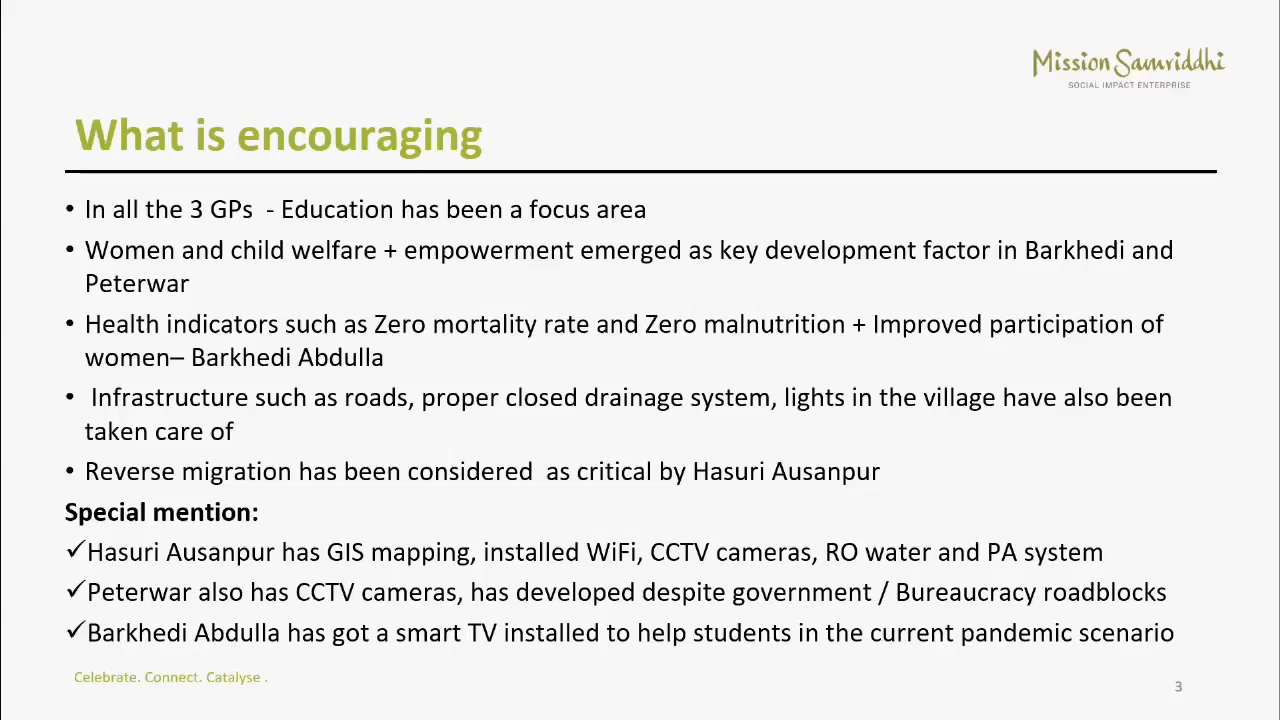 Mission Samriddhi
SOCIAL IMPACT ENTERPRISE
What is encouraging
• In all the 3 GPs  - Education has been a focus area
• Women and child welfare + empowerment emerged as key development factor in Barkhedi and
Peterwar
• Health indicators such as Zero mortality rate and Zero malnutrition + Improved participation of
women– Barkhedi Abdulla
•  Infrastructure such as roads, proper closed drainage system, lights in the village have also been
taken care of
• Reverse migration has been considered  as critical by Hasuri Ausanpur
Special mention:
✓Hasuri Ausanpur has GIS mapping, installed WiFi, CCTV cameras, RO water and PA system
✓Peterwar also has CCTV cameras, has developed despite government / Bureaucracy roadblocks
✓Barkhedi Abdulla has got a smart TV installed to help students in the current pandemic scenario
Celebrate. Connect. Catalyse .
3